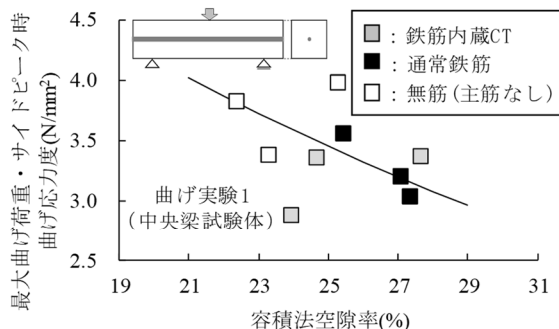 最大曲げ荷重・サイドピーク時
曲げ応力度(N/mm²)
4.5
4.0
3.5
3.0
2.5
：鉄筋内蔵CT
：通常鉄筋
：無筋(主筋なし)
曲げ実験1
(中央梁試験体)
19 21 23 25 27 29 31
容積法空隙率(%)